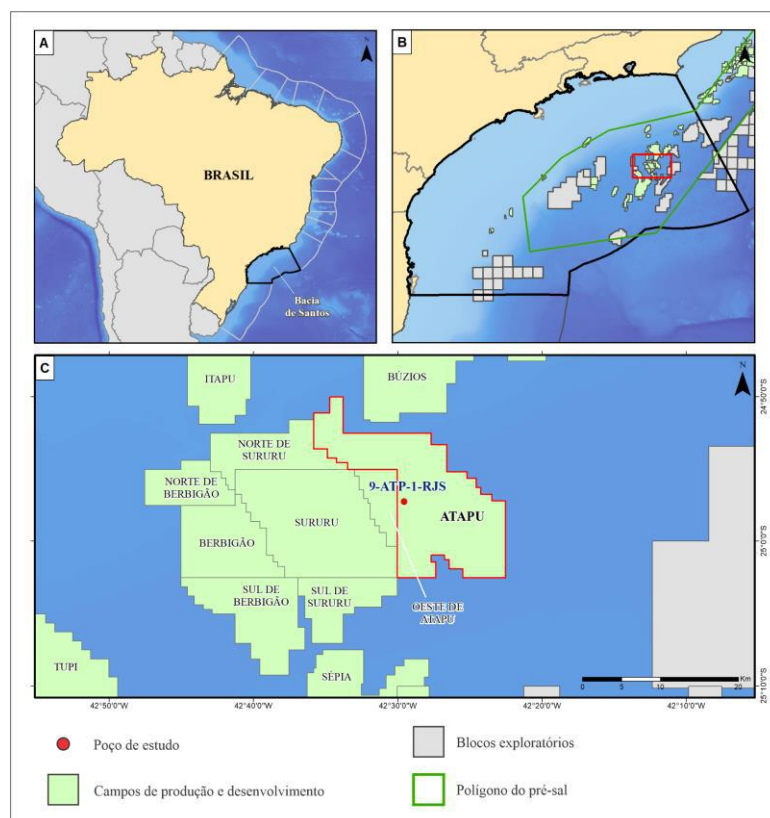 A
N
BRASIL
Bacia
de Santos
B
N
C
N
ITAPU
BÚZIOS
NORTE DE
SURURU
NORTE DE
BERBIGÃO
9-ATP-1-RJS
SURURU
ATAPU
BERBIGÃO
SUL DE
BERBIGÃO
SUL DE
SURURU
OESTE DE
ATAPU
TUPI
SÉPIA
0 5 10 20
Km
24°50'0"S
25°0'0"S
25°10'0"S
42°50'0"W
42°40'0"W
42°30'0"W
42°20'0"W
42°10'0"W
Poço de estudo
Blocos exploratórios
Campos de produção e desenvolvimento
Polígono do pré-sal